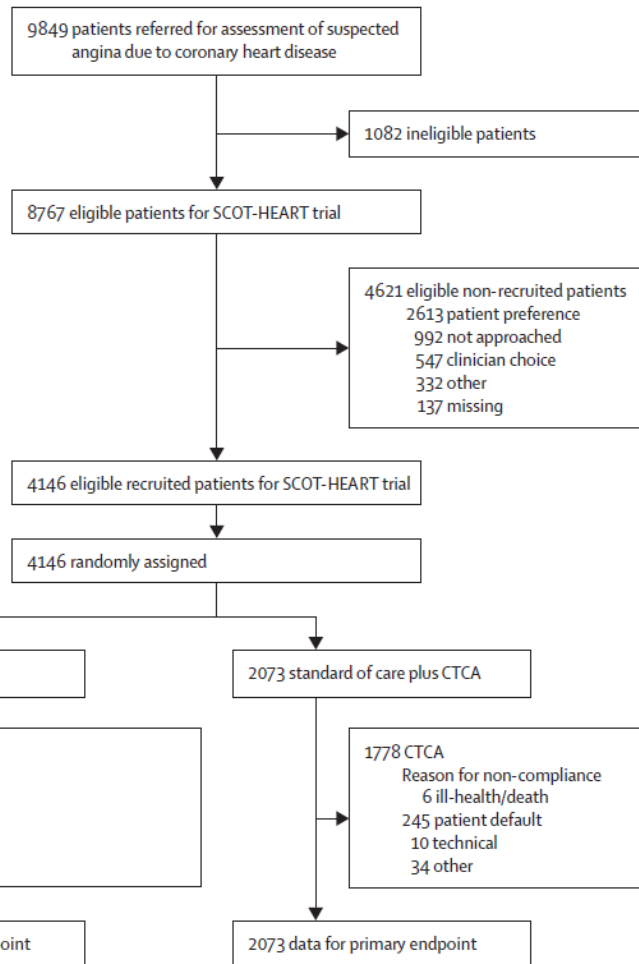 9849 patients referred for assessment of suspected
angina due to coronary heart disease
1082 ineligible patients
8767 eligible patients for SCOT-HEART trial
4621 eligible non-recruited patients
2613 patient preference
992 not approached
547 clinician choice
332 other
137 missing
4146 eligible recruited patients for SCOT-HEART trial
4146 randomly assigned
2073 standard of care plus CTCA
1778 CTCA
Reason for non-compliance
6 ill-health/death
245 patient default
10 technical
34 other
oint
2073 data for primary endpoint